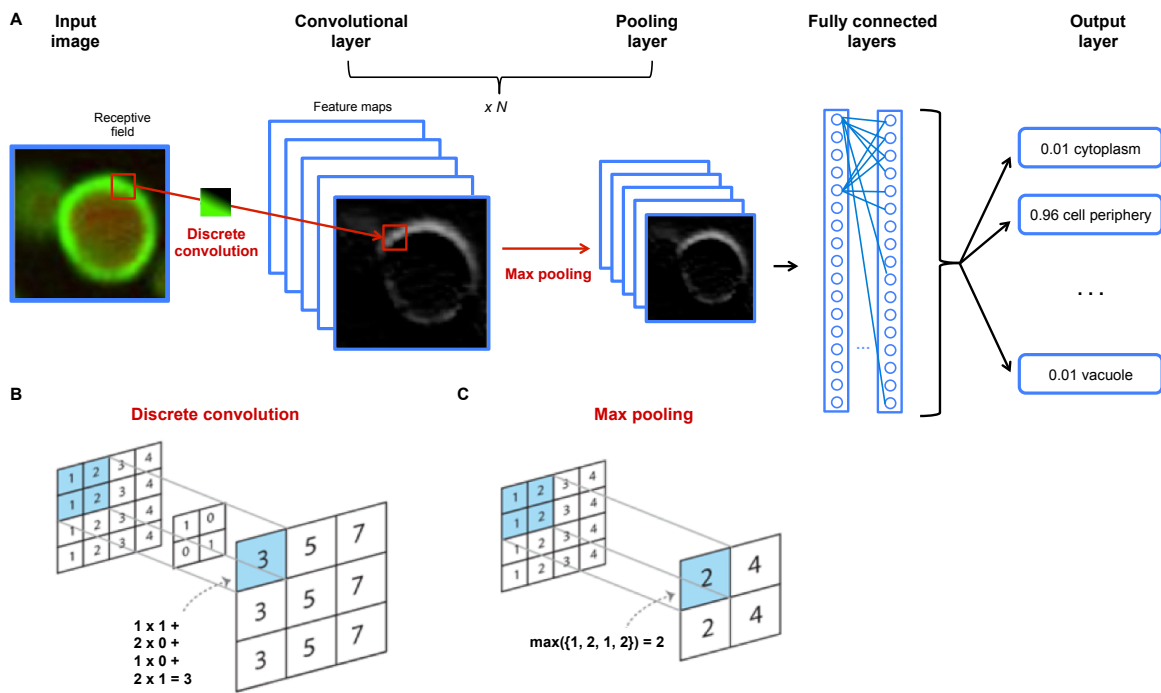 A
Input
image
Convolutional
layer
Pooling
layer
Fully connected
layers
Output
layer
x N
Receptive
field
Feature maps
Discrete
convolution
Max pooling
...
0.01 cytoplasm
0.96 cell periphery
. . .
0.01 vacuole
B
Discrete convolution
1 2 3 4
1 2 3 4
1 2 3 4
1 2 3 4
1 0
0 1
3 5 7
3 5 7
3 5 7
1 x 1 +
2 x 0 +
1 x 0 +
2 x 1 = 3
C
Max pooling
1 2 3 4
1 2 3 4
1 2 3 4
1 2 3 4
2 4
2 4
max({1, 2, 1, 2}) = 2